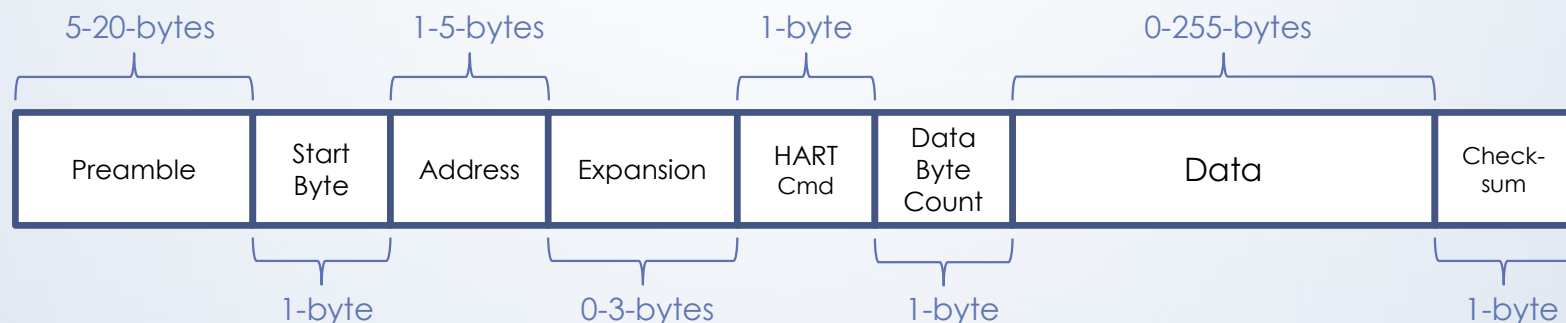 5-20-bytes
1-5-bytes
1-byte
0-255-bytes
Preamble
Start
Byte
Address
Expansion
HART
Cmd
Data
Byte
Count
Data
Check-
sum
1-byte
0-3-bytes
1-byte
1-byte